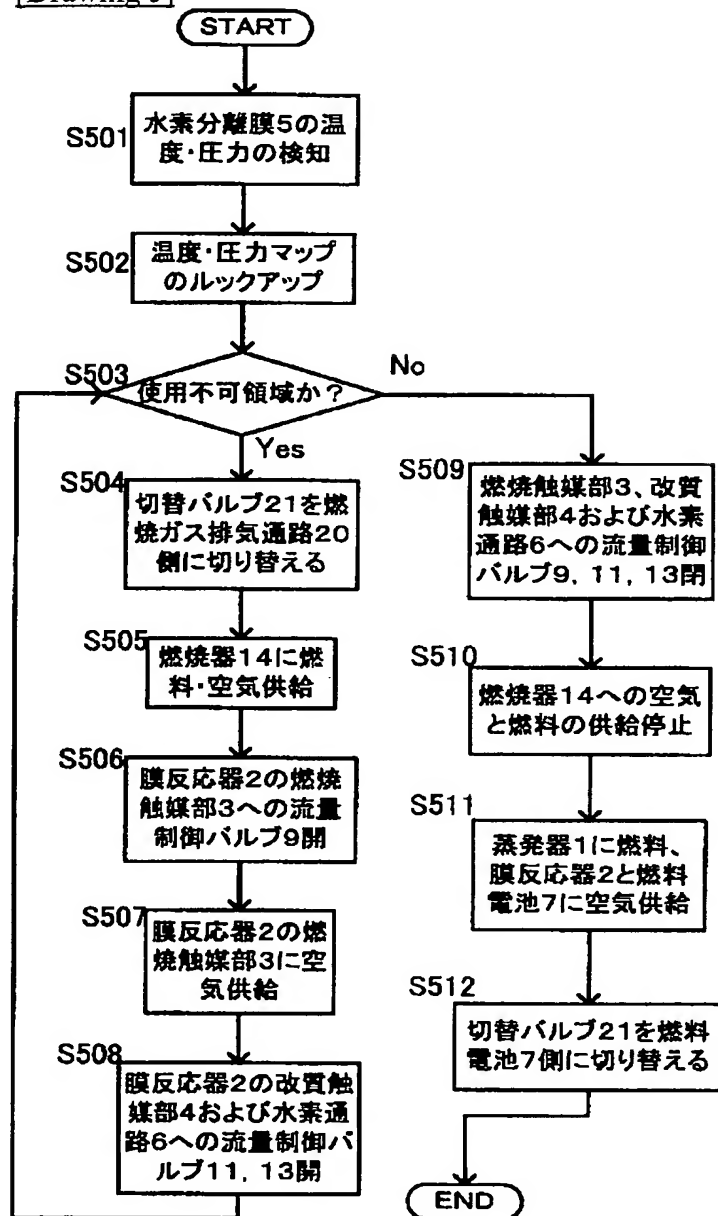 START
S501
水素分離膜5の温
度・圧力の検知
S502
温度・圧力マップ
のルックアップ
S503
使用不可領域か？
No
Yes
S504
切替バルブ21を燃
焼ガス排気通路20
側に切り替える
S505
燃焼器14に燃
料・空気供給
S506
膜反応器2の燃焼
触媒部3への流量
制御バルブ9開
S507
膜反応器2の燃
焼触媒部3に空
気供給
S508
膜反応器2の改質触
媒部4および水素通
路6への流量制御バ
ルブ11, 13開
S509
燃焼触媒部3、改質
触媒部4および水素
通路6への流量制御
バルブ9, 11, 13閉
S510
燃焼器14への空気
と燃料の供給停止
S511
蒸発器1に燃料、
膜反応器2と燃料
電池7に空気供給
S512
切替バルブ21を燃料
電池7側に切り替える
END